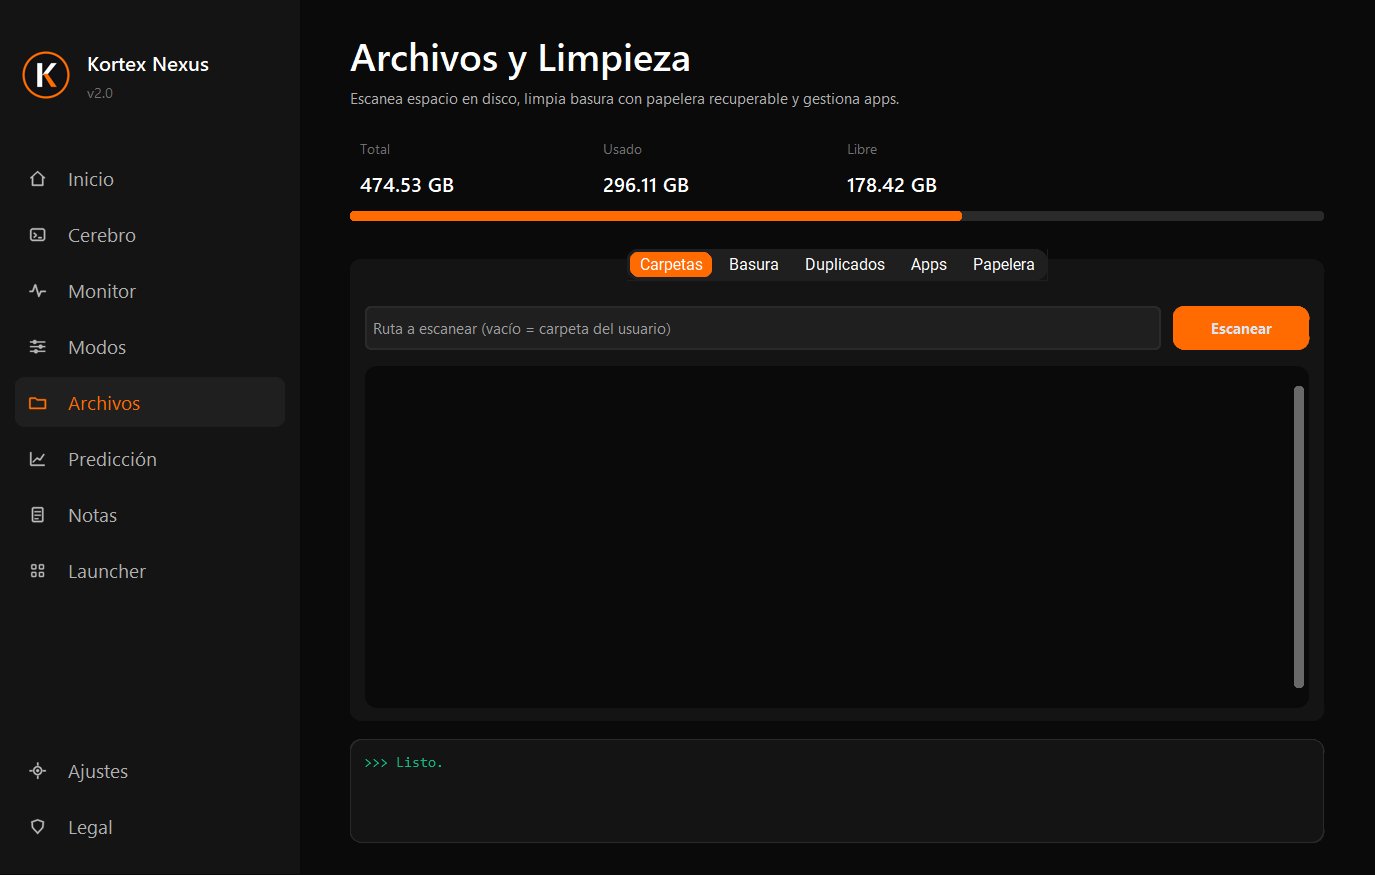 K
Kortex Nexus
v2.0
Inicio
Cerebro
Monitor
Modos
Archivos
Predicción
Notas
Launcher
Ajustes
Legal
Archivos y Limpieza
Escanea espacio en disco, limpia basura con papelera recuperable y gestiona apps.
Total Usado Libre
474.53 GB 296.11 GB 178.42 GB
Carpetas Basura Duplicados Apps Papelera
Ruta a escanear (vacío = carpeta del usuario) Escanear
>>> Listo.